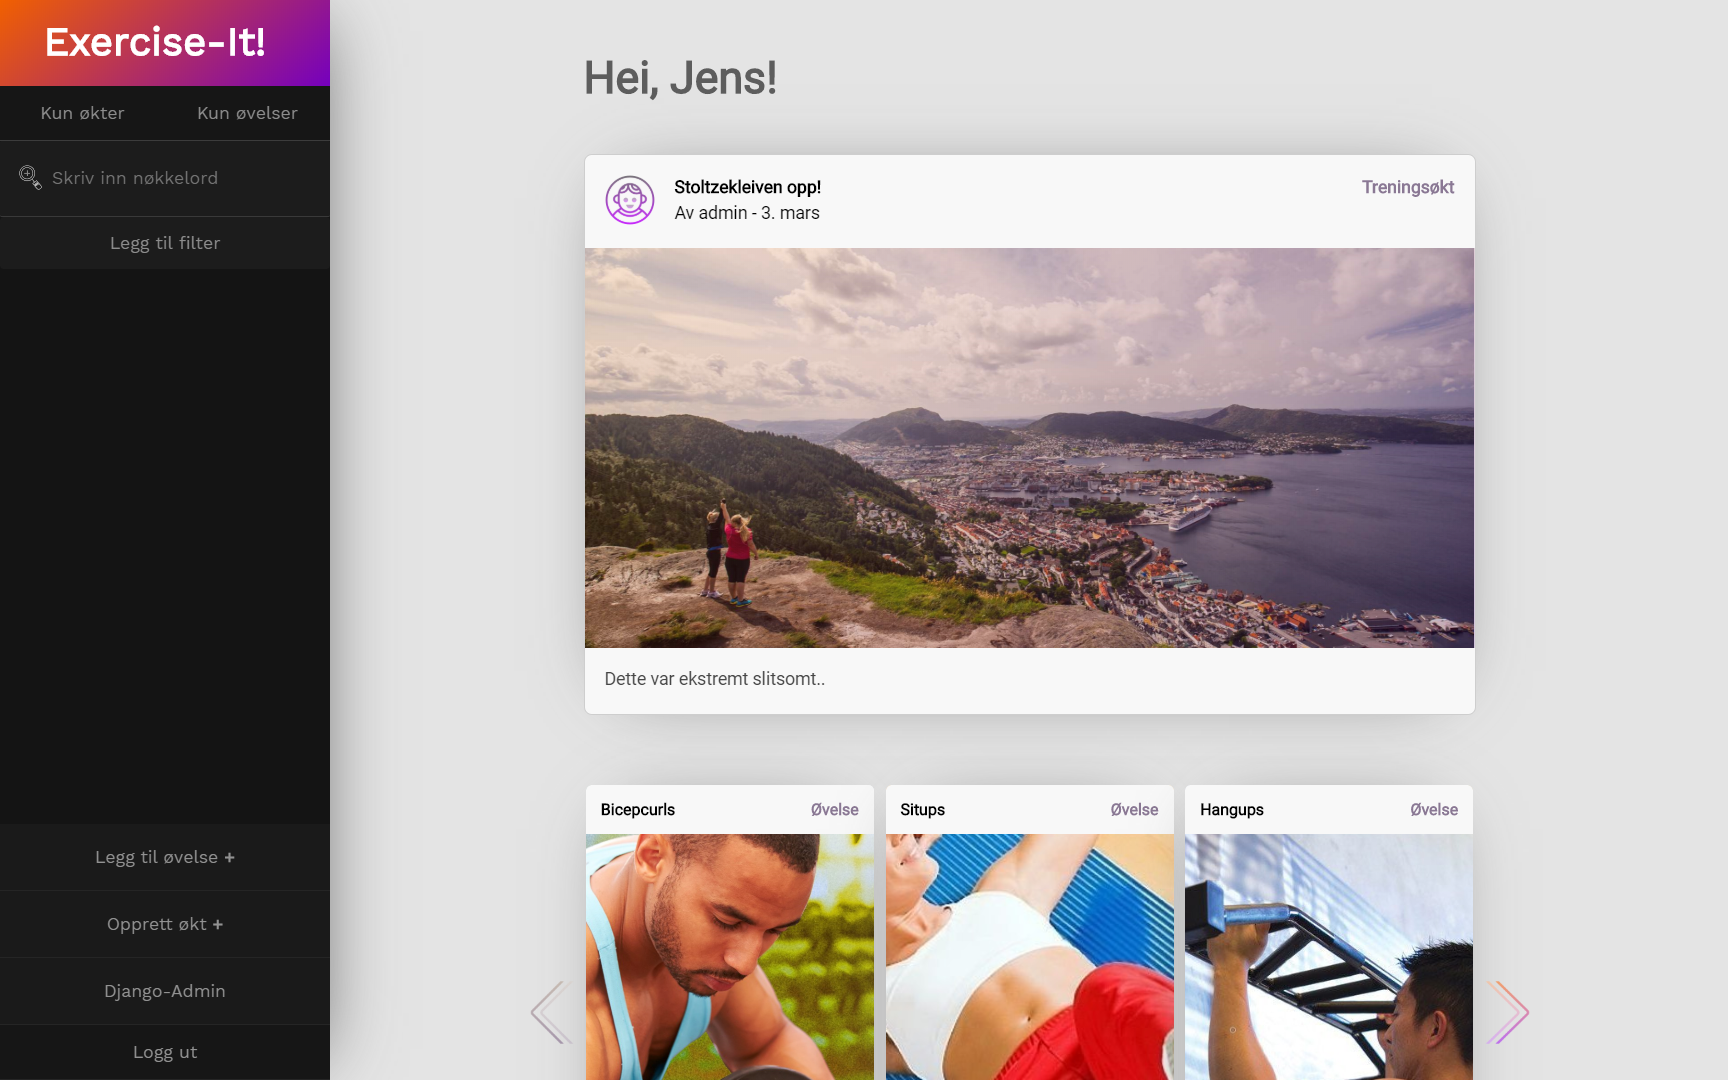 Exercise-It!
Kun økter
Kun øvelser
Skriv inn nøkkelord
Legg til filter
Legg til øvelse +
Opprett økt +
Django-Admin
Logg ut
Hei, Jens!
Stoltzekleiven opp!
Treningsøkt
Av admin - 3. mars
Dette var ekstremt slitsomt..
Bicepcurls
Øvelse
Situps
Øvelse
Hangups
Øvelse